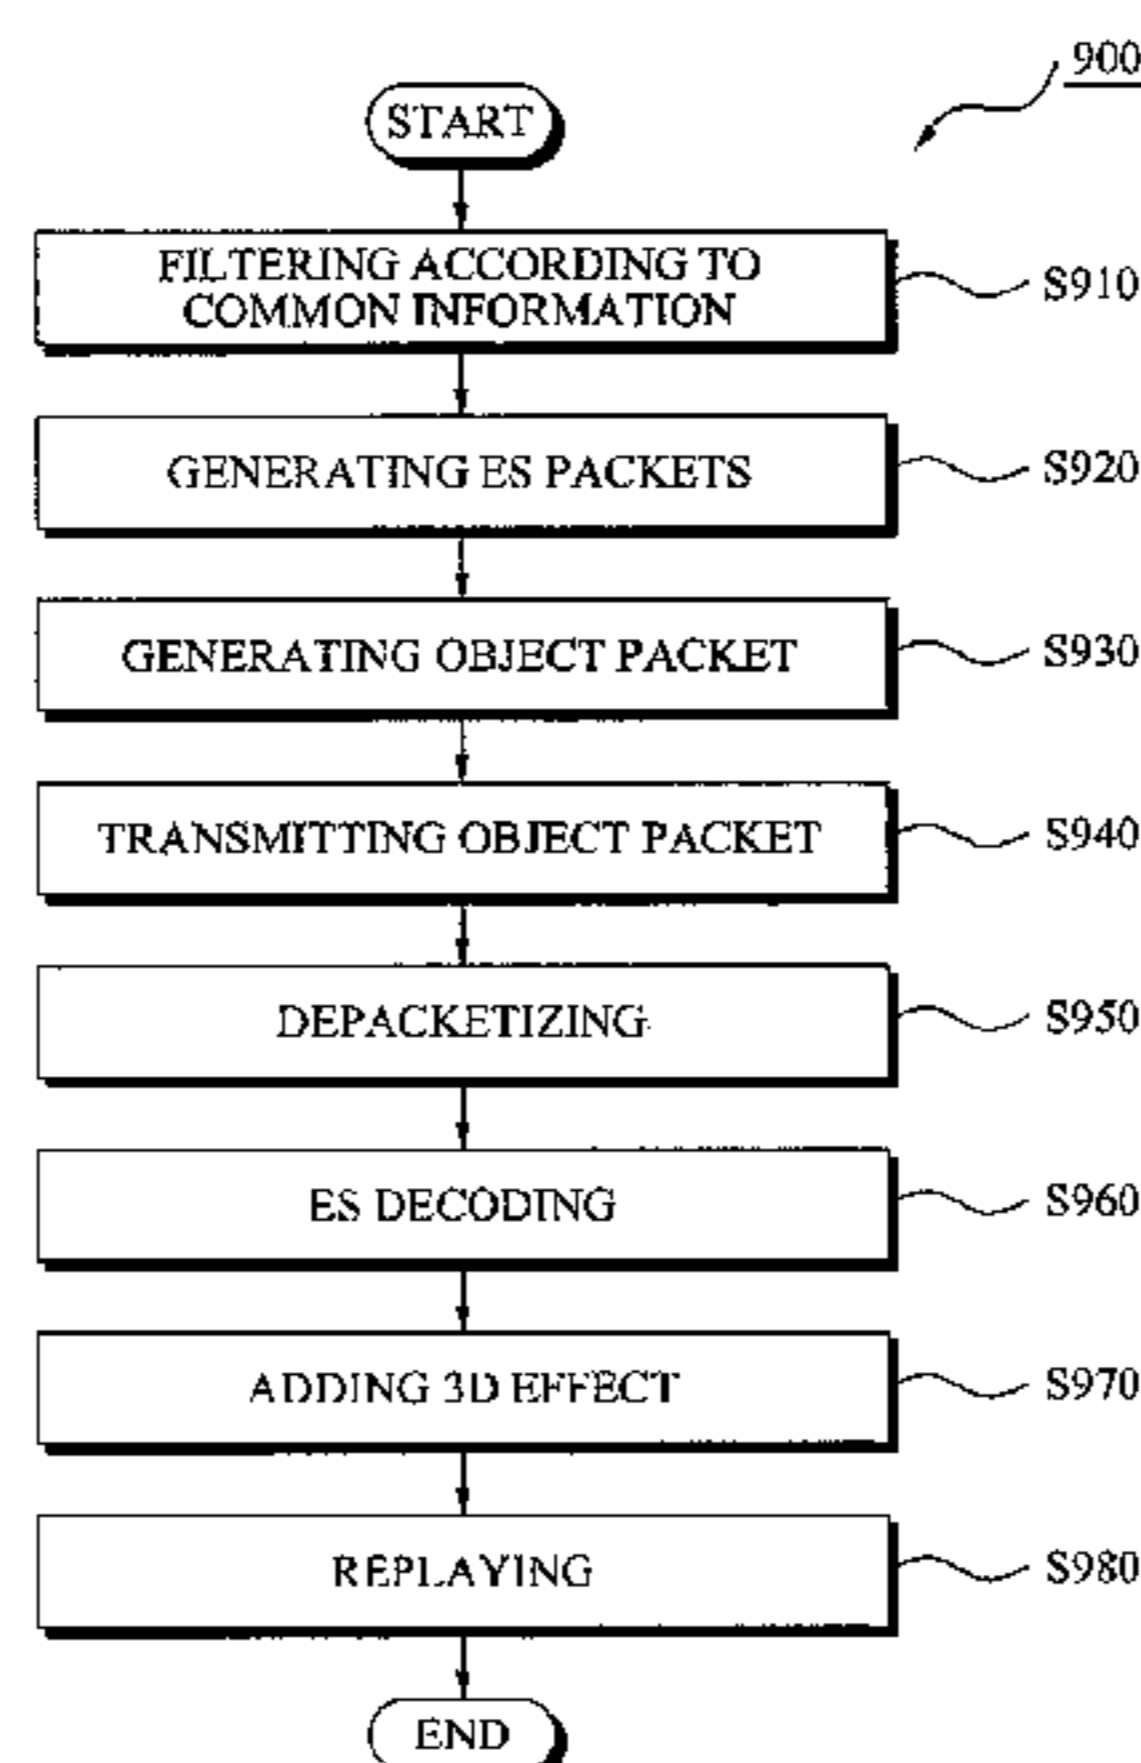 900
START
FILTERING ACCORDING TO
COMMON INFORMATION
S910
GENERATING ES PACKETS
S920
GENERATING OBJECT PACKET
S930
TRANSMITTING OBJECT PACKET
S940
DEPACKETIZING
S950
ES DECODING
S960
ADDING 3D EFFECT
S970
REPLAYING
S980
END